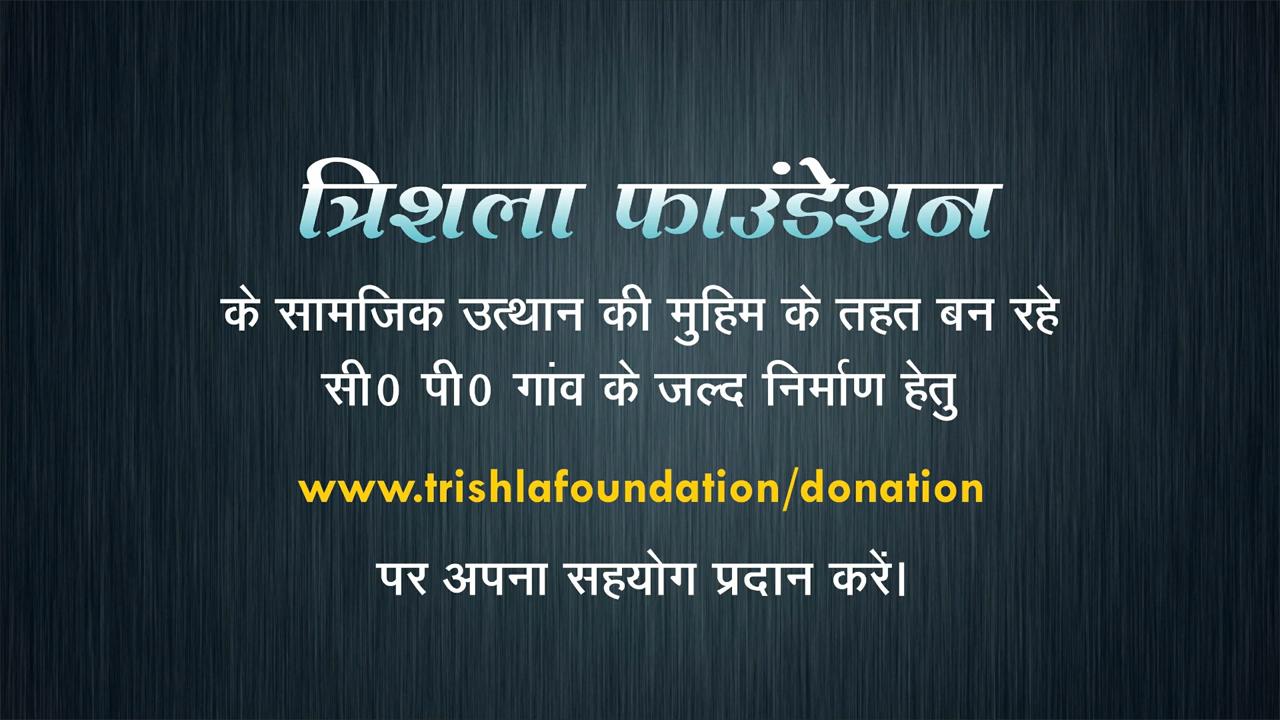 त्रिशला फाउंडेशन
के सामजिक उत्थान की मुहिम के तहत बन रहे
सी0 पी0 गांव के जल्द निर्माण हेतु
www.trishlafoundation/donation
पर अपना सहयोग प्रदान करें।